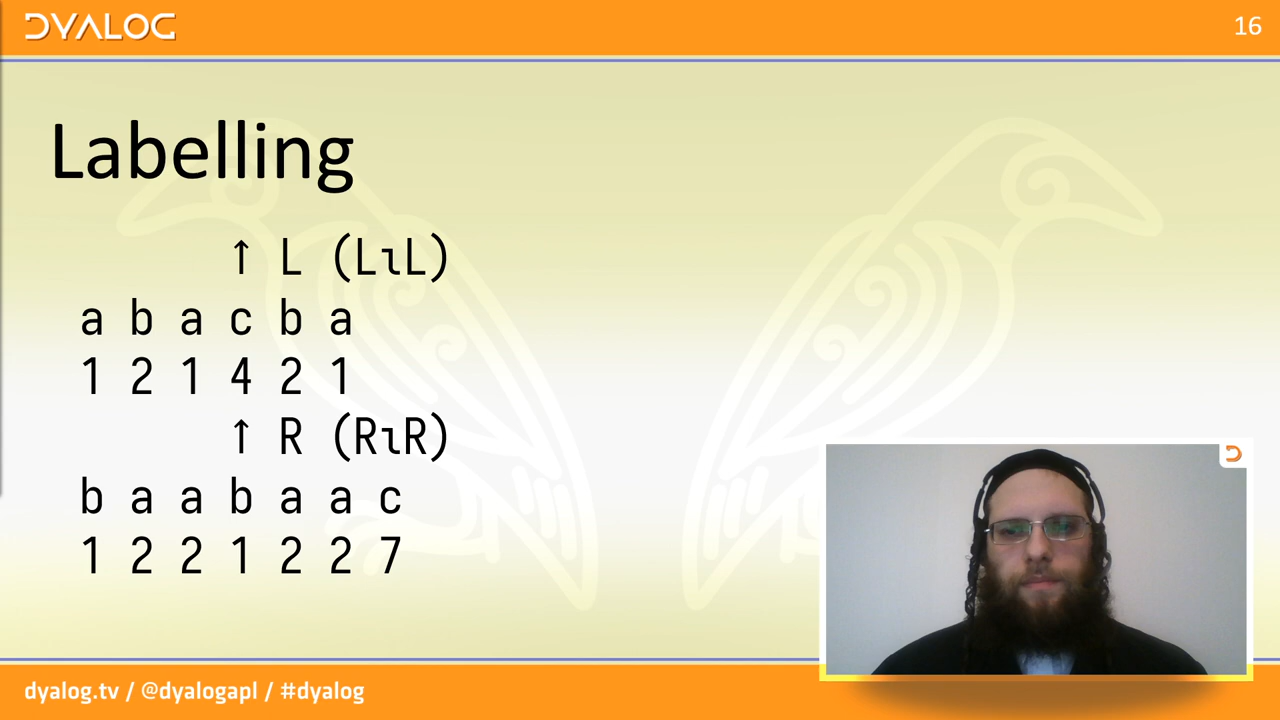 DYALOG
16
Labelling
↑ L (L⍳L)
a b a c b a
1 2 1 4 2 1
↑ R (R⍳R)
b a a b a a c
1 2 2 1 2 2 7
dyalog.tv / @dyalogapl / #dyalog